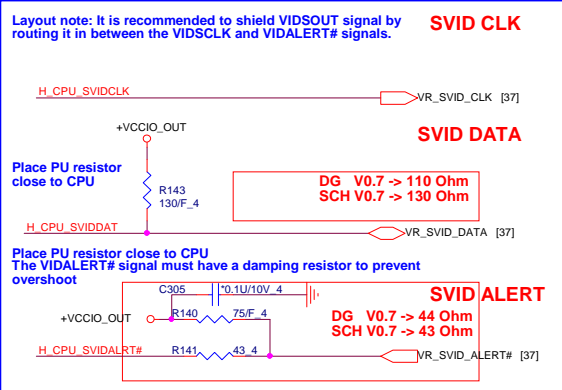 Layout note: It is recommended to shield VIDSOUT signal by
routing it in between the VIDSCLK and VIDALERT# signals.
SVID CLK
H_CPU_SVIDCLK
VR_SVID_CLK [37]
+VCCIO_OUT
SVID DATA
Place PU resistor
close to CPU
R143
130/F_4
DG V0.7 -> 110 Ohm
SCH V0.7 -> 130 Ohm
H_CPU_SVIDDAT
VR_SVID_DATA [37]
Place PU resistor close to CPU
The VIDALERT# signal must have a damping resistor to prevent
overshoot
C305
*0.1U/10V_4
SVID ALERT
+VCCIO_OUT
R140
75/F_4
DG V0.7 -> 44 Ohm
SCH V0.7 -> 43 Ohm
H_CPU_SVIDALRT#
R141
43_4
VR_SVID_ALERT# [37]